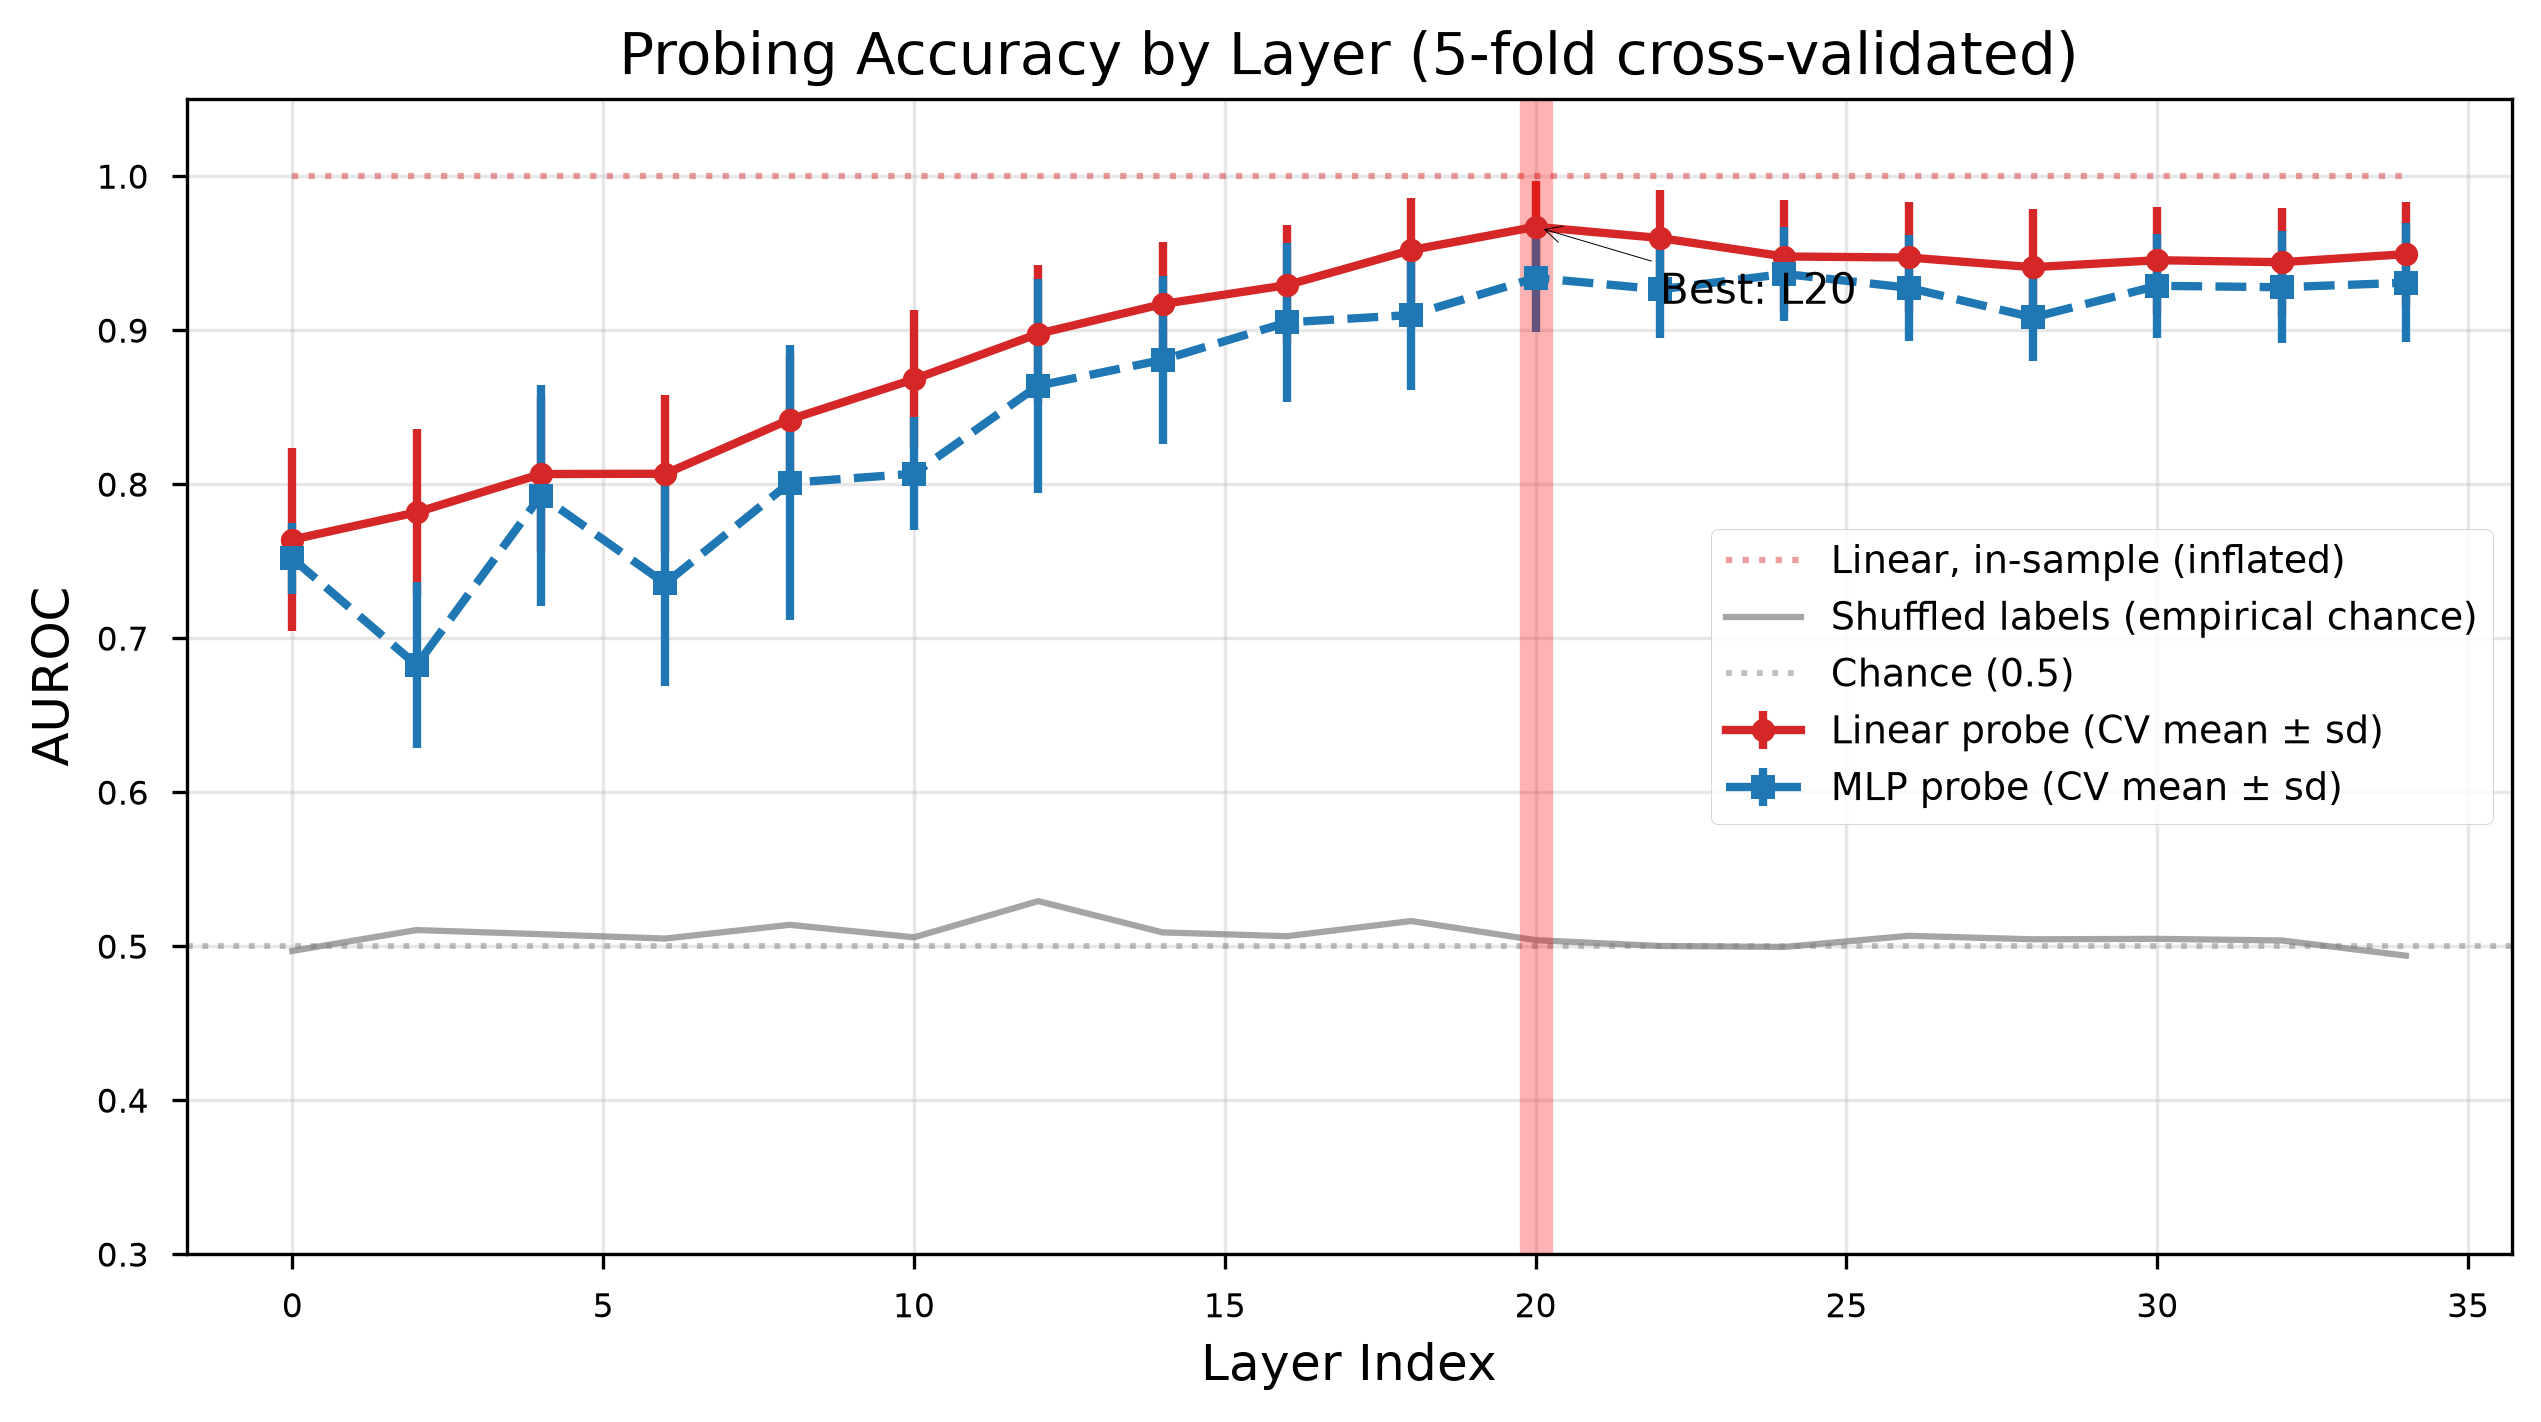 Probing Accuracy by Layer (5-fold cross-validated)
AUROC
1.0
0.9
0.8
0.7
0.6
0.5
0.4
0.3
Best: L20
Linear, in-sample (inflated)
Shuffled labels (empirical chance)
Chance (0.5)
Linear probe (CV mean ± sd)
MLP probe (CV mean ± sd)
0 5 10 15 20 25 30 35
Layer Index